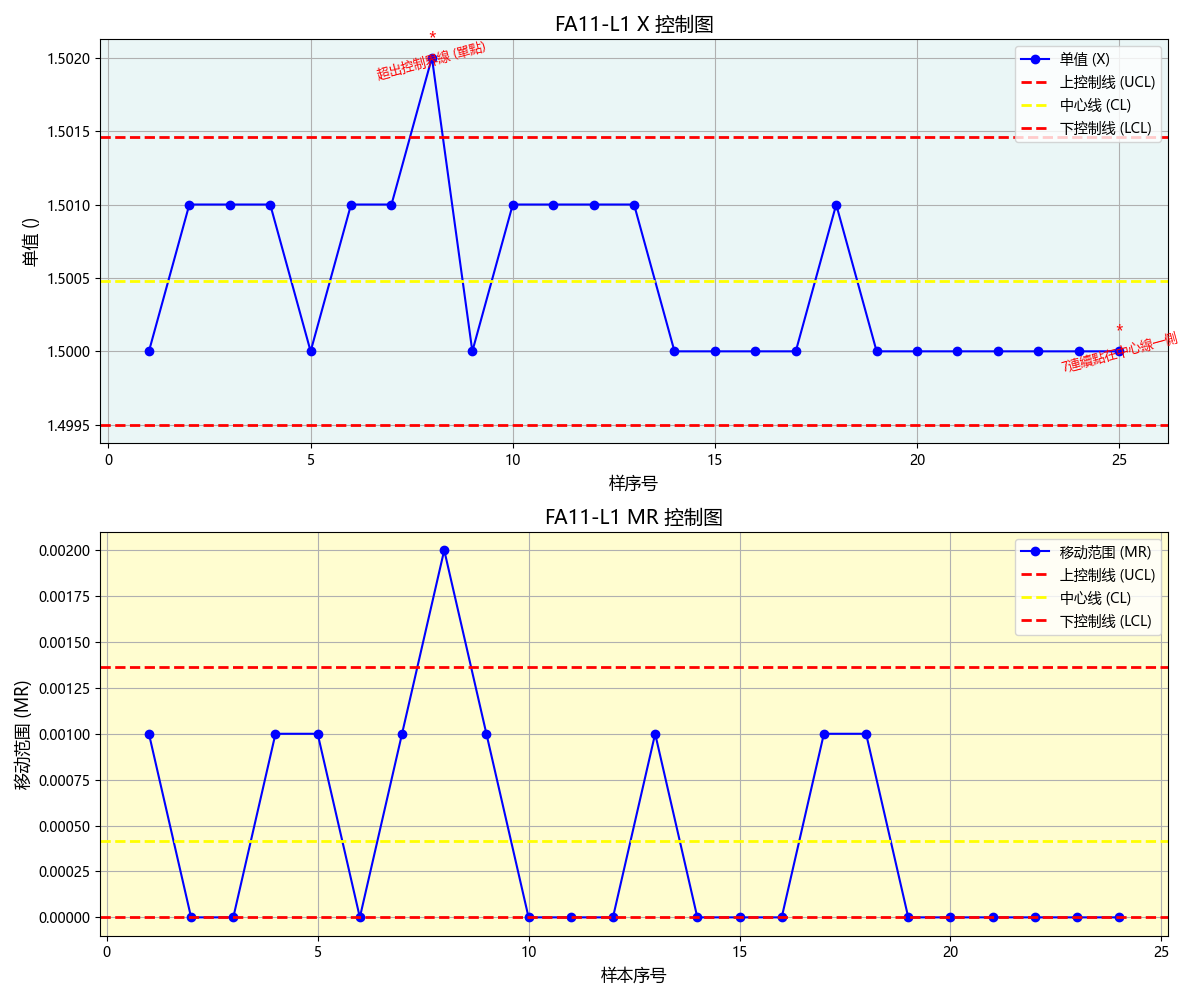 FA11-L1 X 控制图
*
超出控制界線 (單點)
单值 (X)
上控制线 (UCL)
中心线 (CL)
下控制线 (LCL)
1.5020
1.5015
1.5010
1.5005
1.5000
1.4995
单值 ()
*
7連續點在中心線一側
0 5 10 15 20 25
样序号
FA11-L1 MR 控制图
移动范围 (MR)
上控制线 (UCL)
中心线 (CL)
下控制线 (LCL)
0.00200
0.00175
0.00150
0.00125
0.00100
0.00075
0.00050
0.00025
0.00000
移动范围 (MR)
0 5 10 15 20 25
样本序号